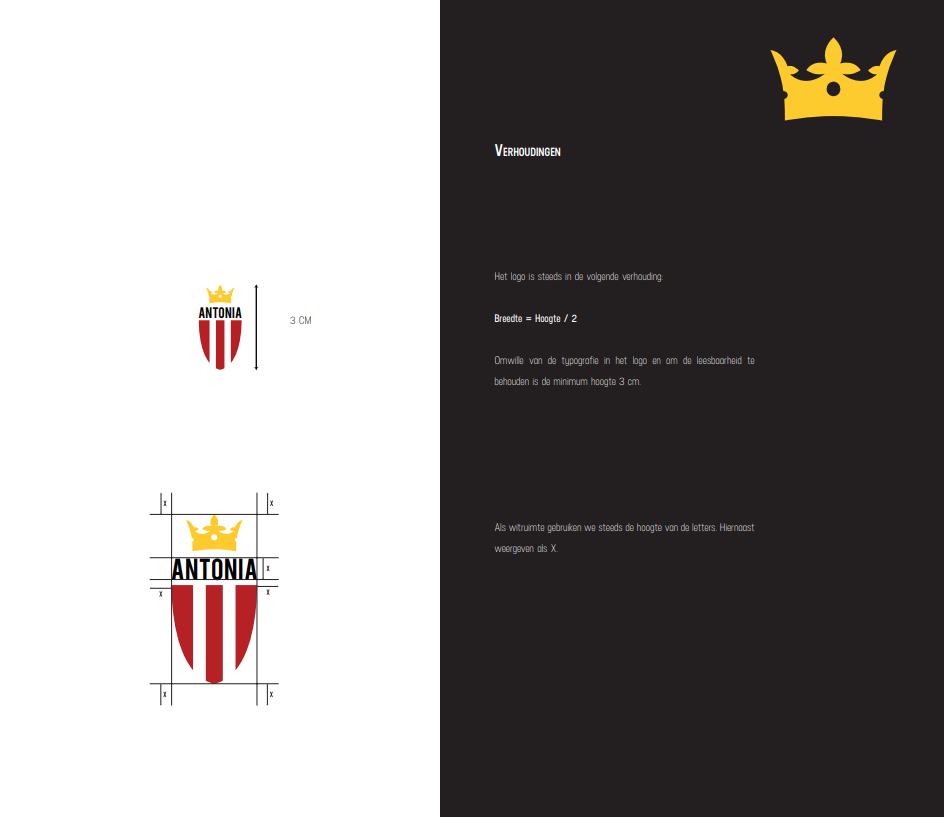 Verhoudingen
Het logo is steeds in de volgende verhouding:
Breedte = Hoogte / 2
Omwille van de typografie in het logo en om de leesbaarheid te
behouden is de minimum hoogte 3 cm.
ANTONIA
3 CM
Als witruimte gebruiken we steeds de hoogte van de letters. Hiernaast
weergeven als X.
X
X
ANTONIA
X
X
X
X
X